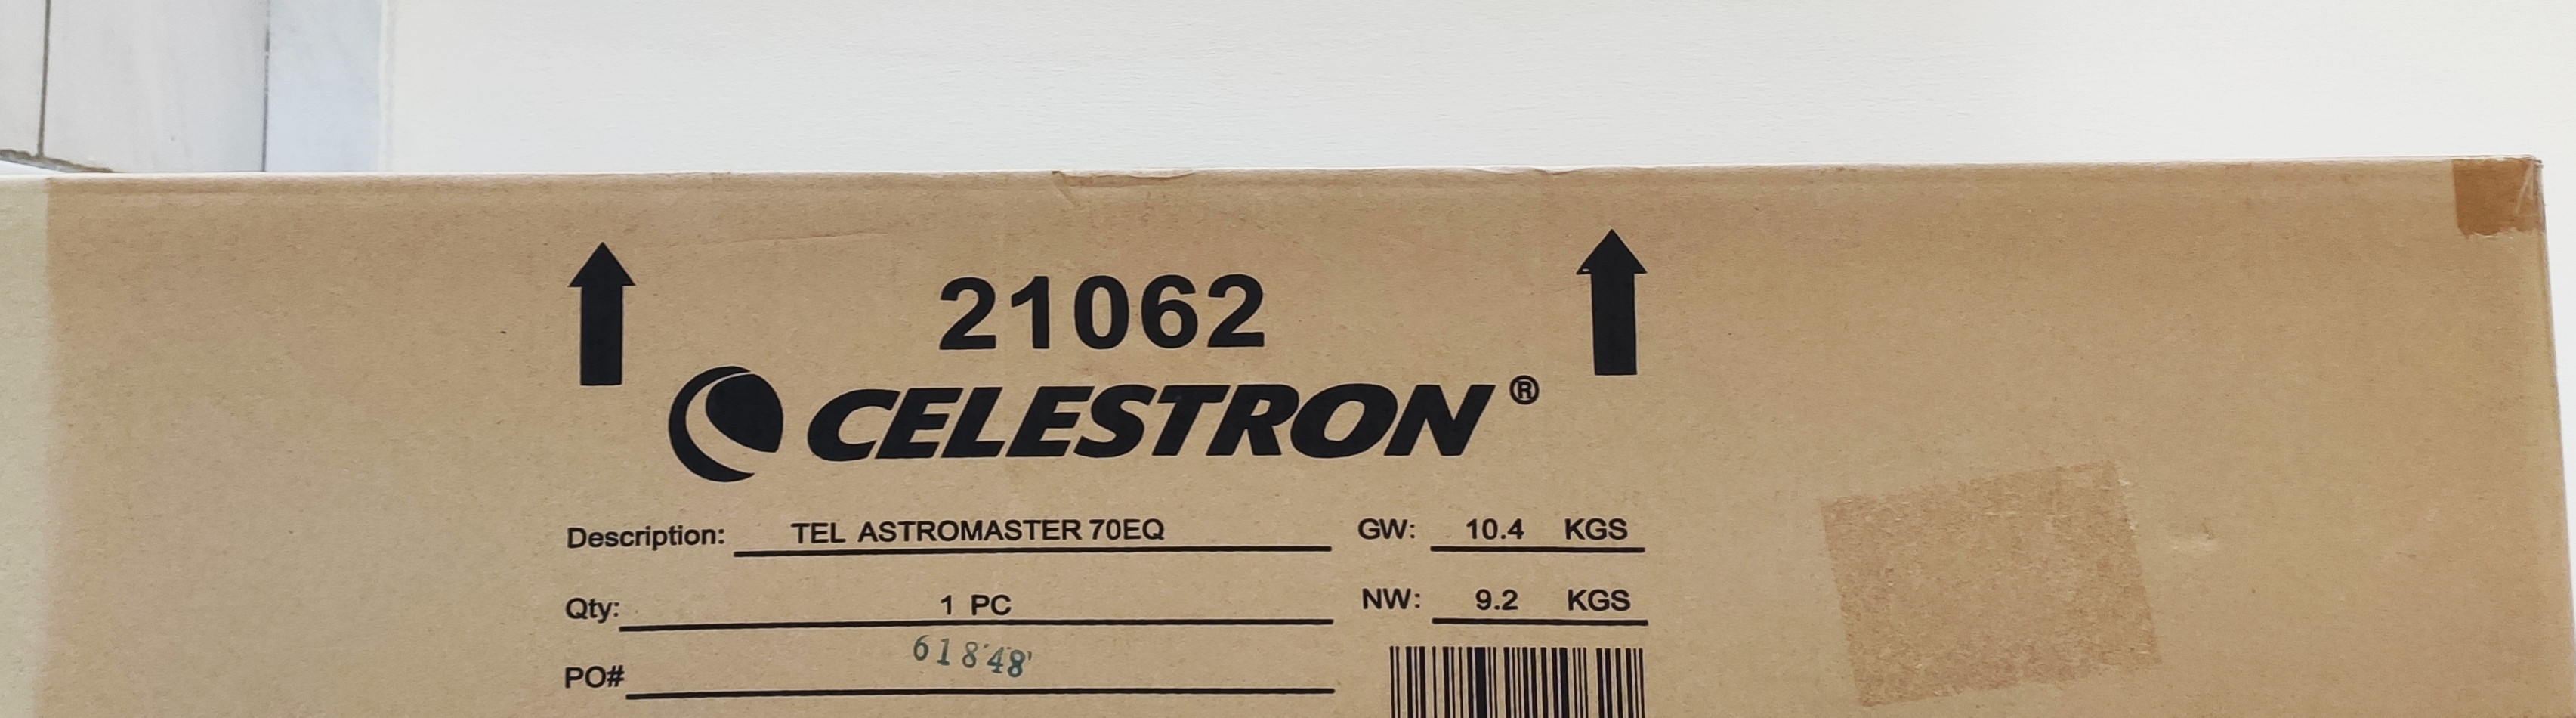 21062
CELESTRON®
Description: TEL ASTROMASTER 70EQ GW: 10.4 KGS
Qty: 1 PC NW: 9.2 KGS
PO# 61848